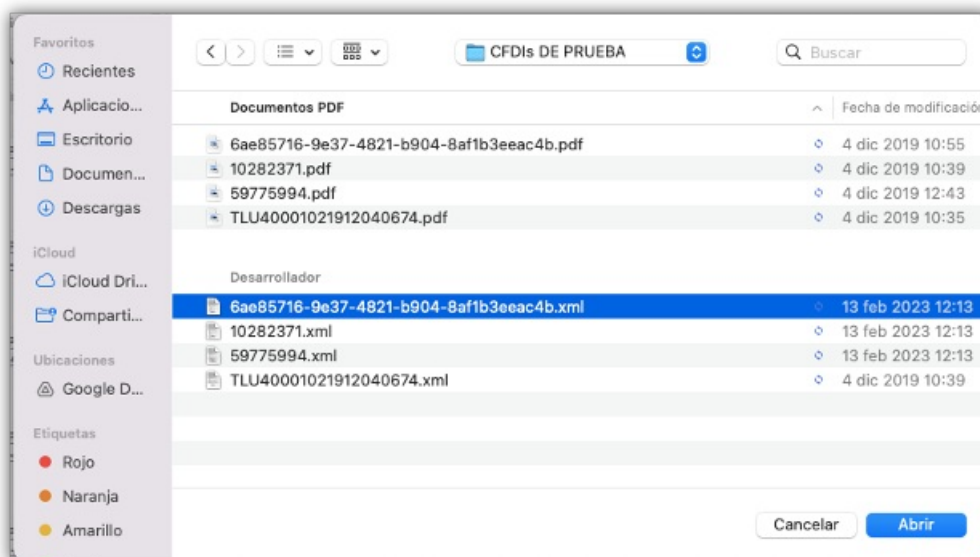 Favoritos
Recientes
Aplicacio...
Escritorio
Documen...
Descargas
iCloud
iCloud Dri...
Comparti...
Ubicaciones
Google D...
Etiquetas
Rojo
Naranja
Amarillo
CFDIs DE PRUEBA
Buscar
Documentos PDF Fecha de modificació
6ae85716-9e37-4821-b904-8af1b3eeac4b.pdf 4 dic 2019 10:55
10282371.pdf 4 dic 2019 10:39
59775994.pdf 4 dic 2019 12:43
TLU40001021912040674.pdf 4 dic 2019 10:35
Desarrollador
6ae85716-9e37-4821-b904-8af1b3eeac4b.xml 13 feb 2023 12:13
10282371.xml 13 feb 2023 12:13
59775994.xml 13 feb 2023 12:13
TLU40001021912040674.xml 4 dic 2019 10:39
Cancelar Abrir